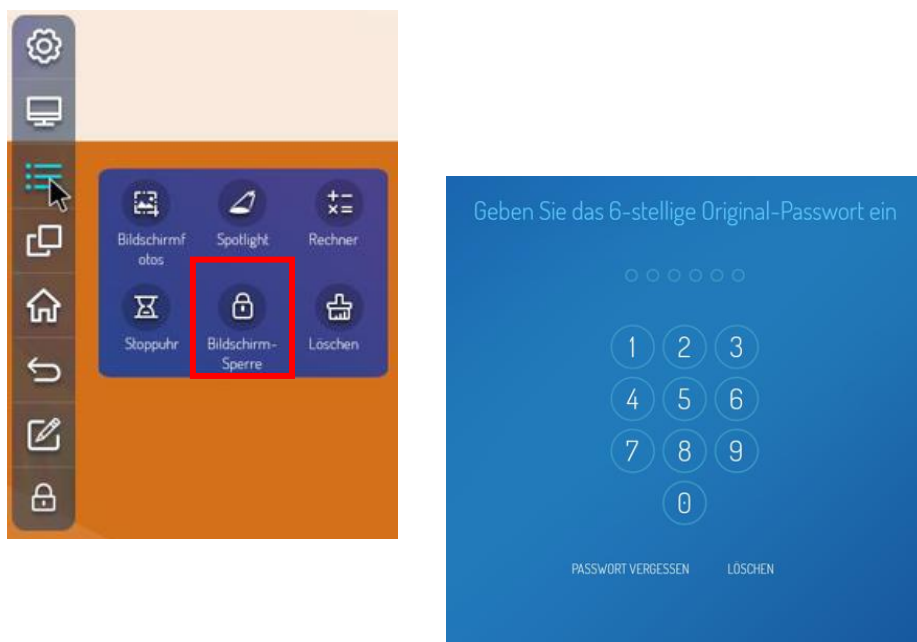 Bildschirmf
otos
Spotlight
Rechner
Stoppuhr
Bildschirm-
Sperre
Löschen
Geben Sie das 6-stellige Original-Passwort ein
1 2 3
4 5 6
7 8 9
0
PASSWORT VERGESSEN LÖSCHEN